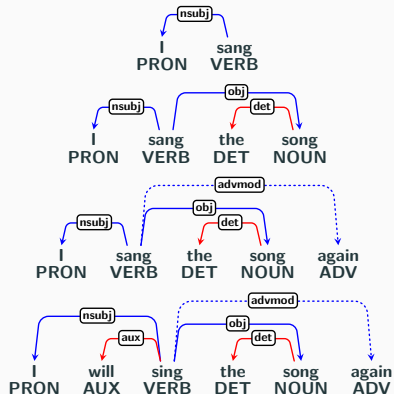 nsubj
I sang
PRON VERB
obj
nsubj det
I sang the song
PRON VERB DET NOUN
advmod
obj
nsubj det
I sang the song again
PRON VERB DET NOUN ADV
advmod
nsubj obj
aux det
I will sing the song again
PRON AUX VERB DET NOUN ADV